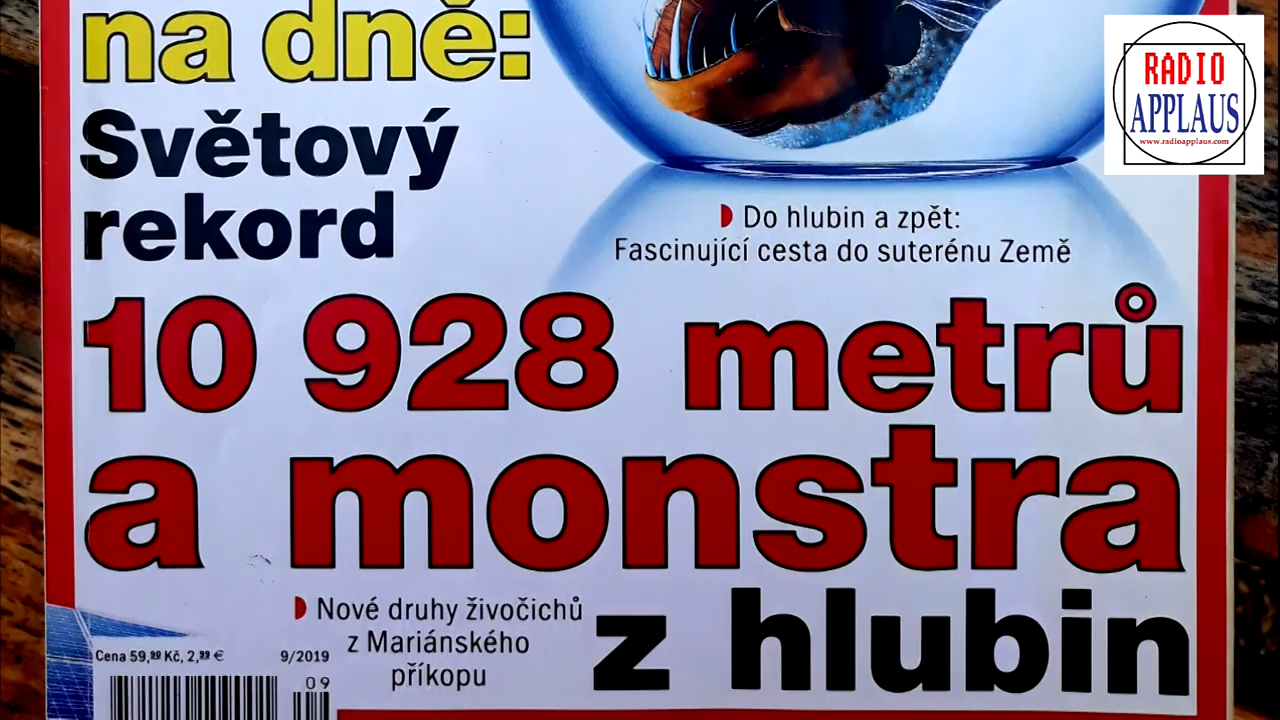 na dně:
Světový
rekord
RADIO
APPLAUS
www.radioapplaus.com
Do hlubin a zpět:
Fascinující cesta do suterénu Země
10 928 metrů
a monstra
z hlubin
Nové druhy živočichů
z Mariánského
příkopu
Cena 59,99 Kč, 2,99 €
9/2019
09